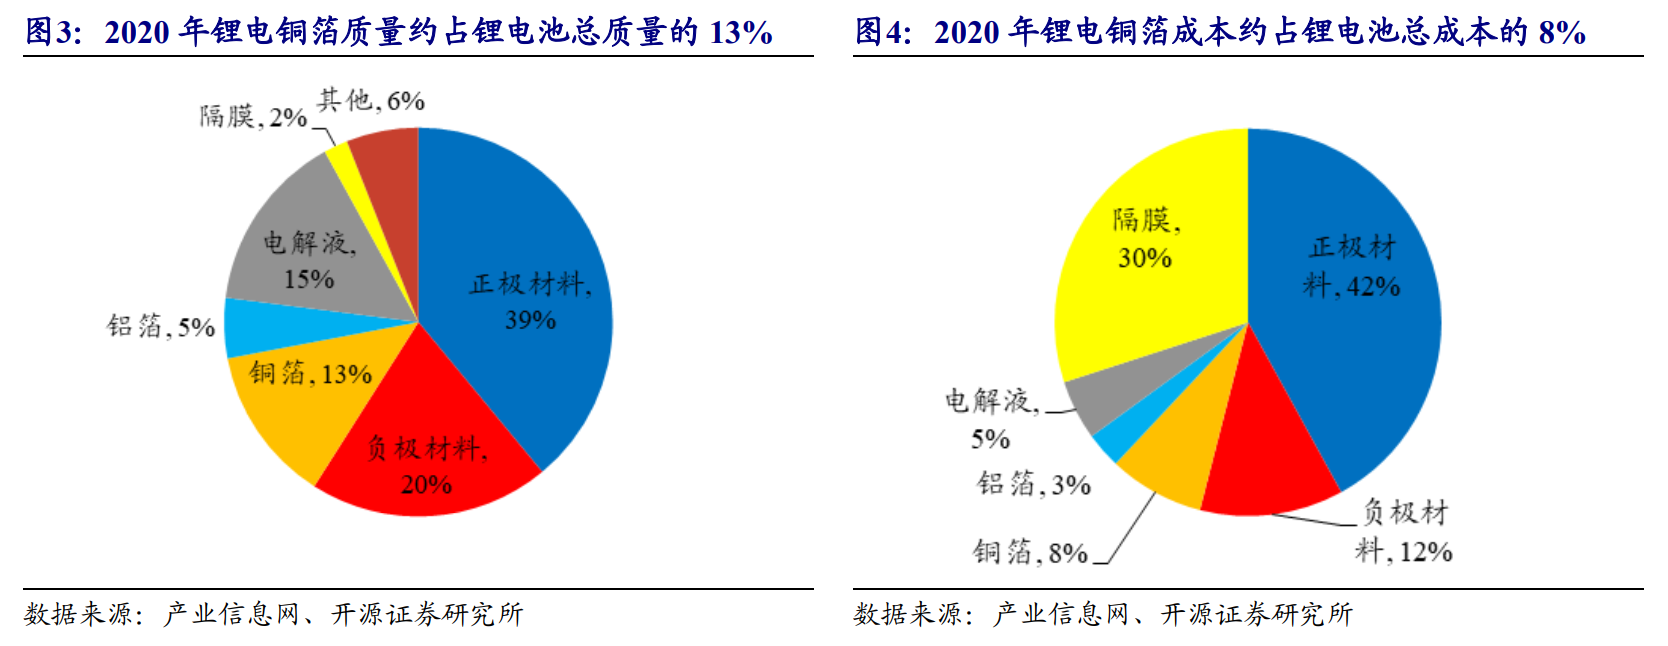 图3：2020 年锂电铜箔质量约占锂电池总质量的 13%
隔膜, 2%
其他, 6%
电解液,
15%
正极材料,
39%
铝箔, 5%
铜箔, 13%
负极材料,
20%
数据来源：产业信息网、开源证券研究所
图4：2020 年锂电铜箔成本约占锂电池总成本的 8%
隔膜,
30%
正极材
料, 42%
电解液,
5%
铝箔, 3%
铜箔, 8%
负极材
料, 12%
数据来源：产业信息网、开源证券研究所